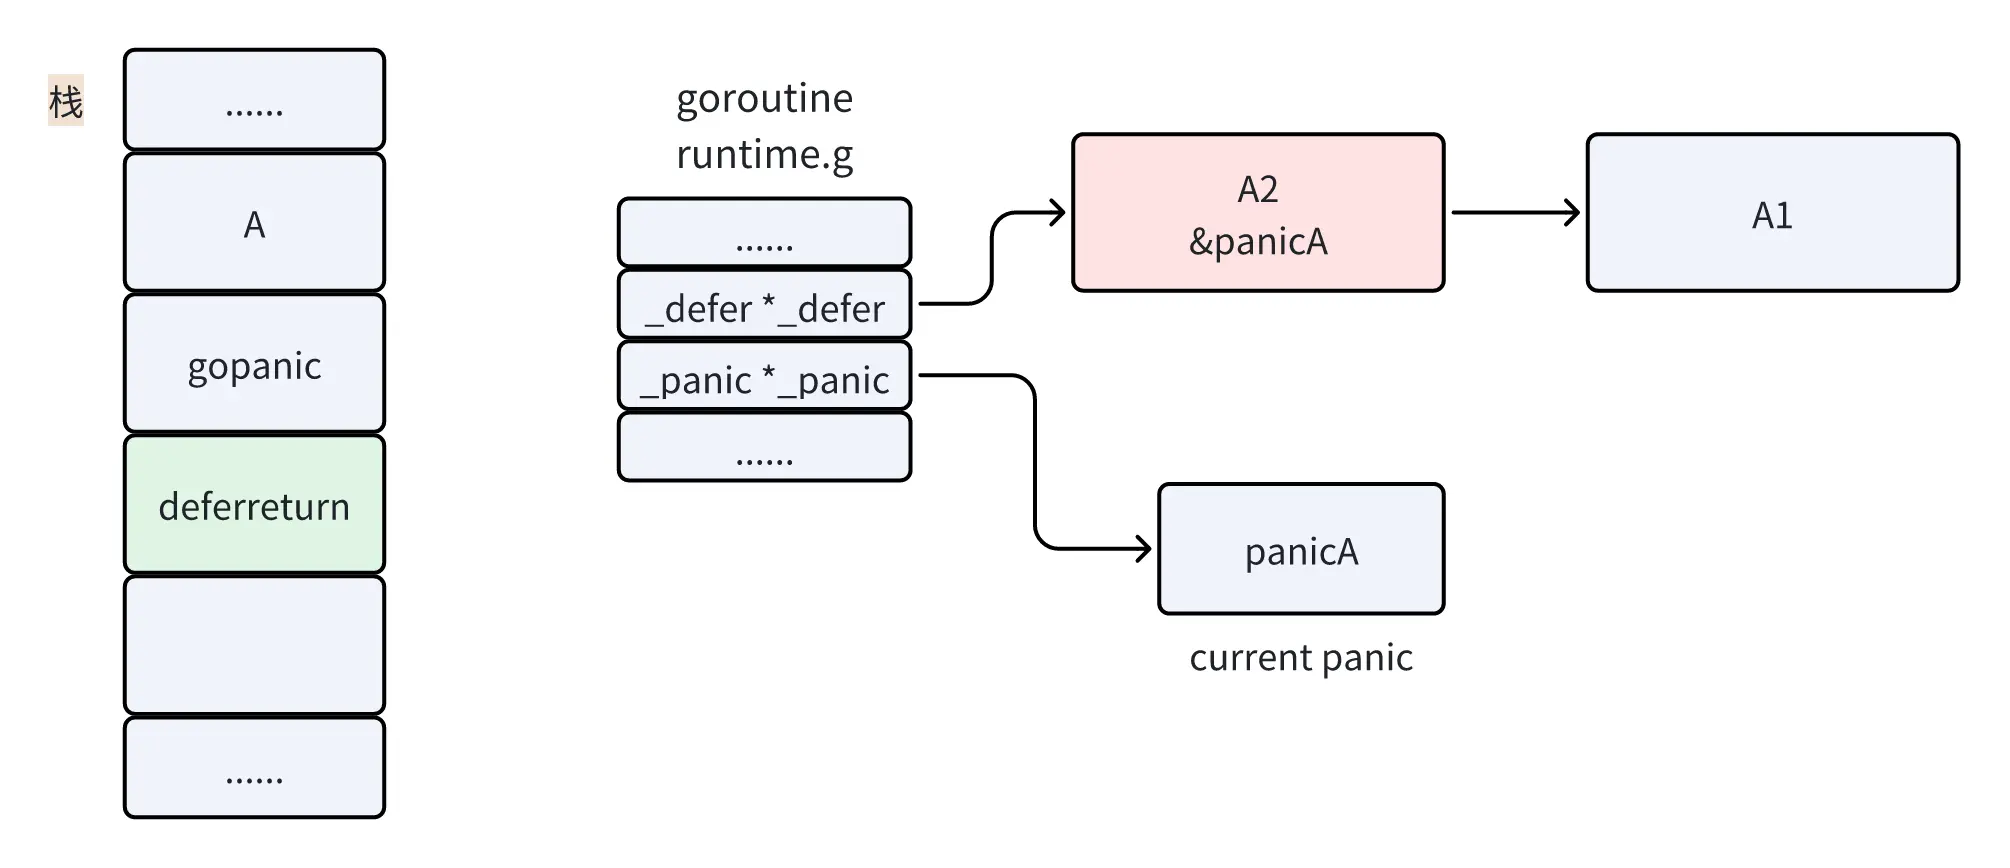 栈
......
A
gopanic
deferreturn
......
goroutine
runtime.g
......
_defer *_defer
_panic *_panic
......
A2
&panicA
A1
panicA
current panic